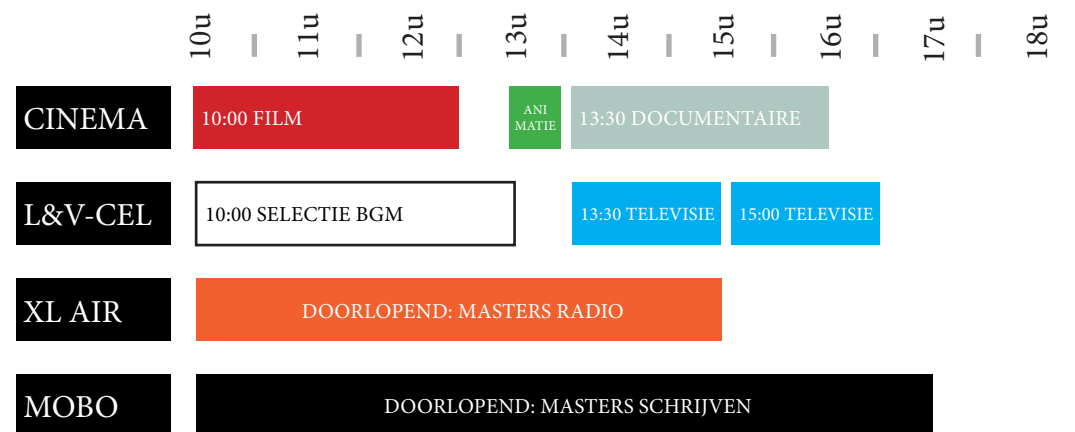 10u 11u 12u 13u 14u 15u 16u 17u 18u
CINEMA
10:00 FILM
ANI
MATIE
13:30 DOCUMENTAIRE
L&V-CEL
10:00 SELECTIE BGM
13:30 TELEVISIE
15:00 TELEVISIE
XL AIR
DOORLOPEND: MASTERS RADIO
MOBO
DOORLOPEND: MASTERS SCHRIJVEN